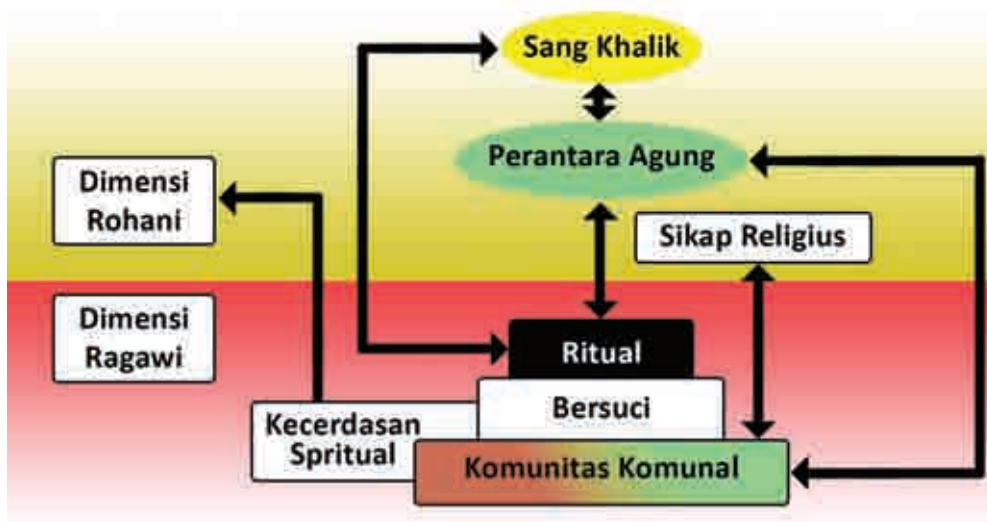 Sang Khalik
Perantara Agung
Dimensi
Rohani
Sikap Religius
Dimensi
Ragawi
Ritual
Bersuci
Kecerdasan
Spritual
Komunitas Komunal